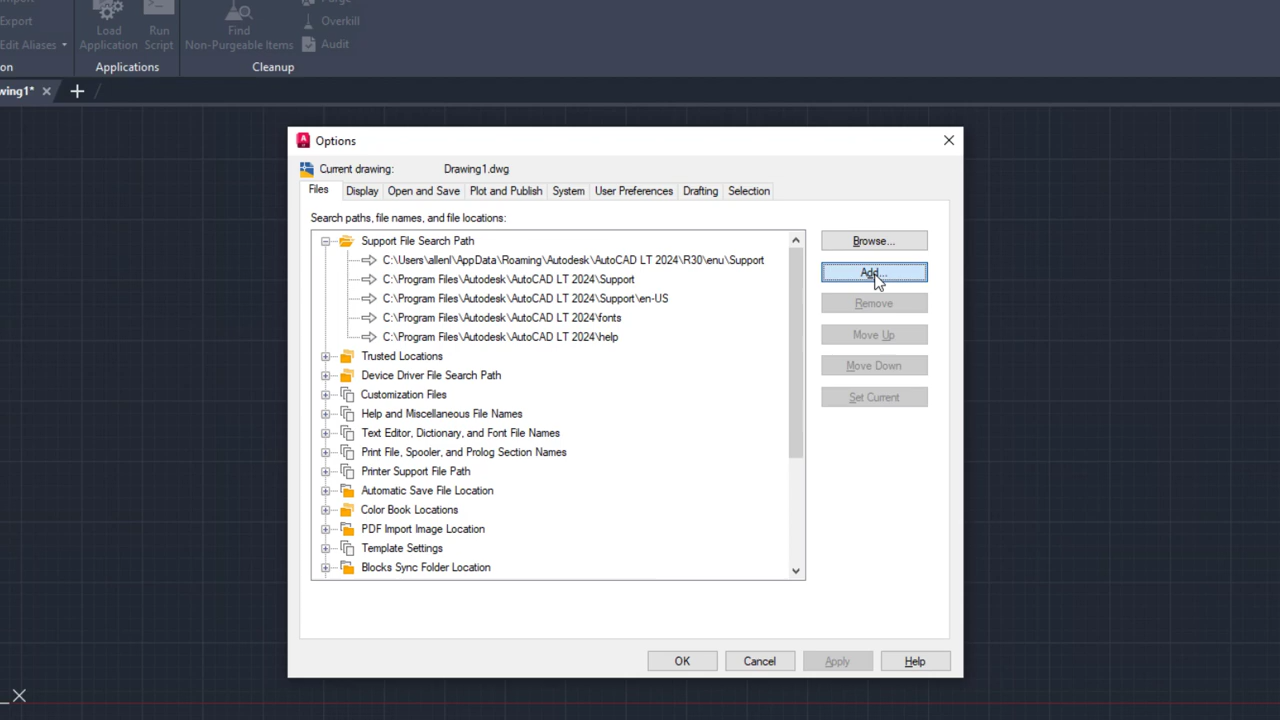 Import
Purge
Export
Overkill
Edit Aliases
Load
Application
Run
Script
Find
Non-Purgeable Items
Audit
on
Applications
Cleanup
wing1*
Options
Current drawing: Drawing1.dwg
Files Display Open and Save Plot and Publish System User Preferences Drafting Selection
Search paths, file names, and file locations:
Support File Search Path
C:\Users\allenl\AppData\Roaming\Autodesk\AutoCAD LT 2024\R30\enu\Support
C:\Program Files\Autodesk\AutoCAD LT 2024\Support
C:\Program Files\Autodesk\AutoCAD LT 2024\Support\en-US
C:\Program Files\Autodesk\AutoCAD LT 2024\fonts
C:\Program Files\Autodesk\AutoCAD LT 2024\help
Trusted Locations
Device Driver File Search Path
Customization Files
Help and Miscellaneous File Names
Text Editor, Dictionary, and Font File Names
Print File, Spooler, and Prolog Section Names
Printer Support File Path
Automatic Save File Location
Color Book Locations
PDF Import Image Location
Template Settings
Blocks Sync Folder Location
Browse...
Add...
Remove
Move Up
Move Down
Set Current
OK
Cancel
Apply
Help